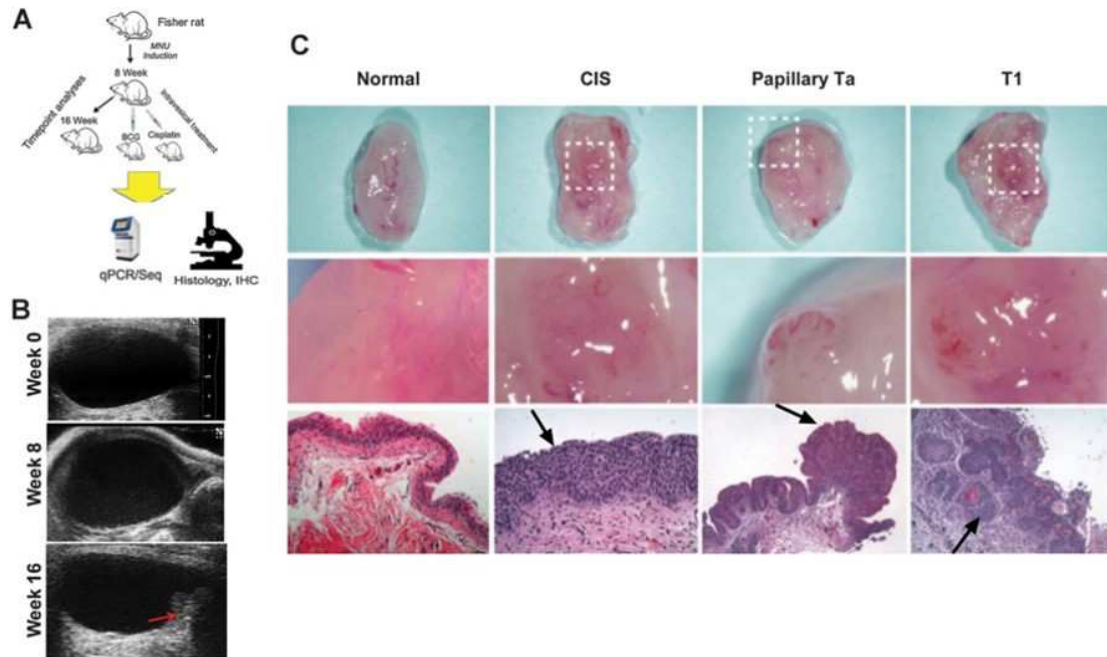 A
Fisher rat
MNU
Induction
8 Week
Timepoint analyses
Intravesical treatment
16 Week
BCG
Cisplatin
qPCR/Seq
Histology, IHC
B
Week 0
Week 8
Week 16
C
Normal
CIS
Papillary Ta
T1